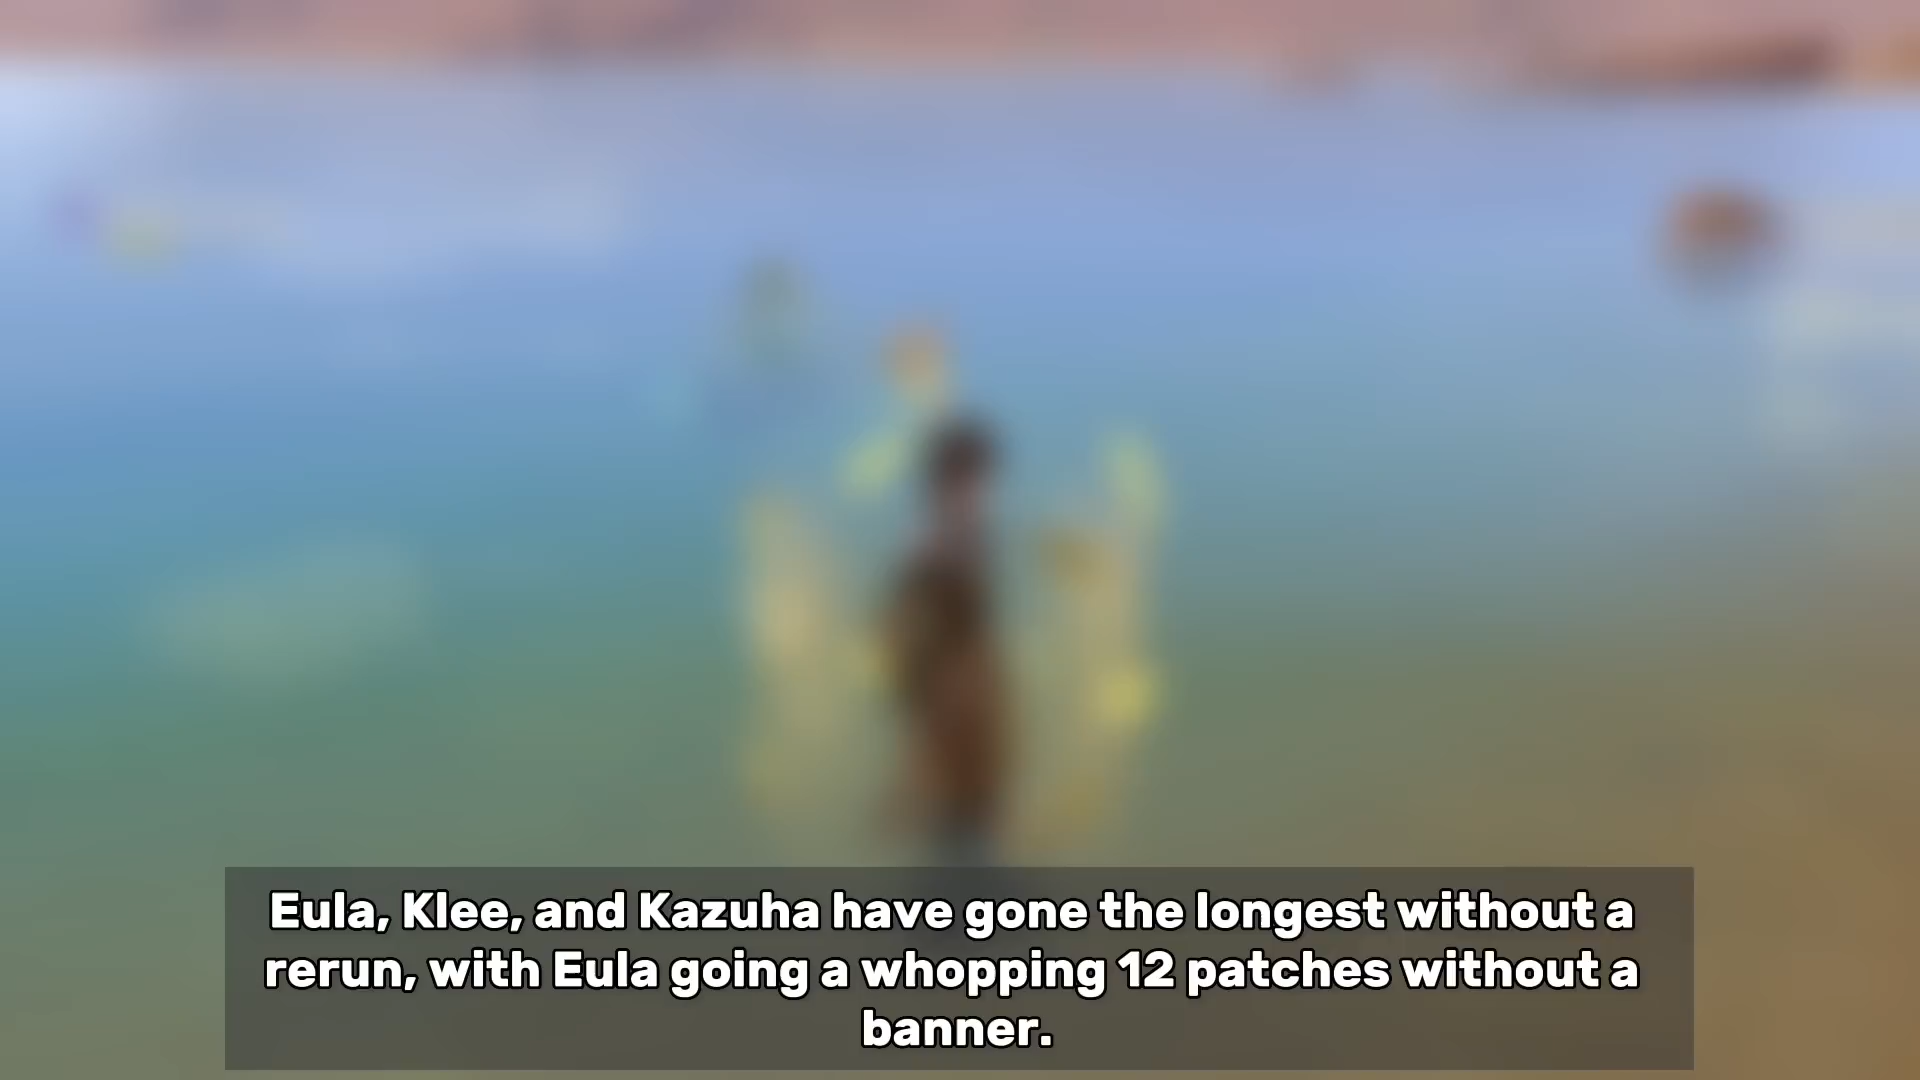 Eula, Klee, and Kazuha have gone the longest without a
rerun, with Eula going a whopping 12 patches without a
banner.